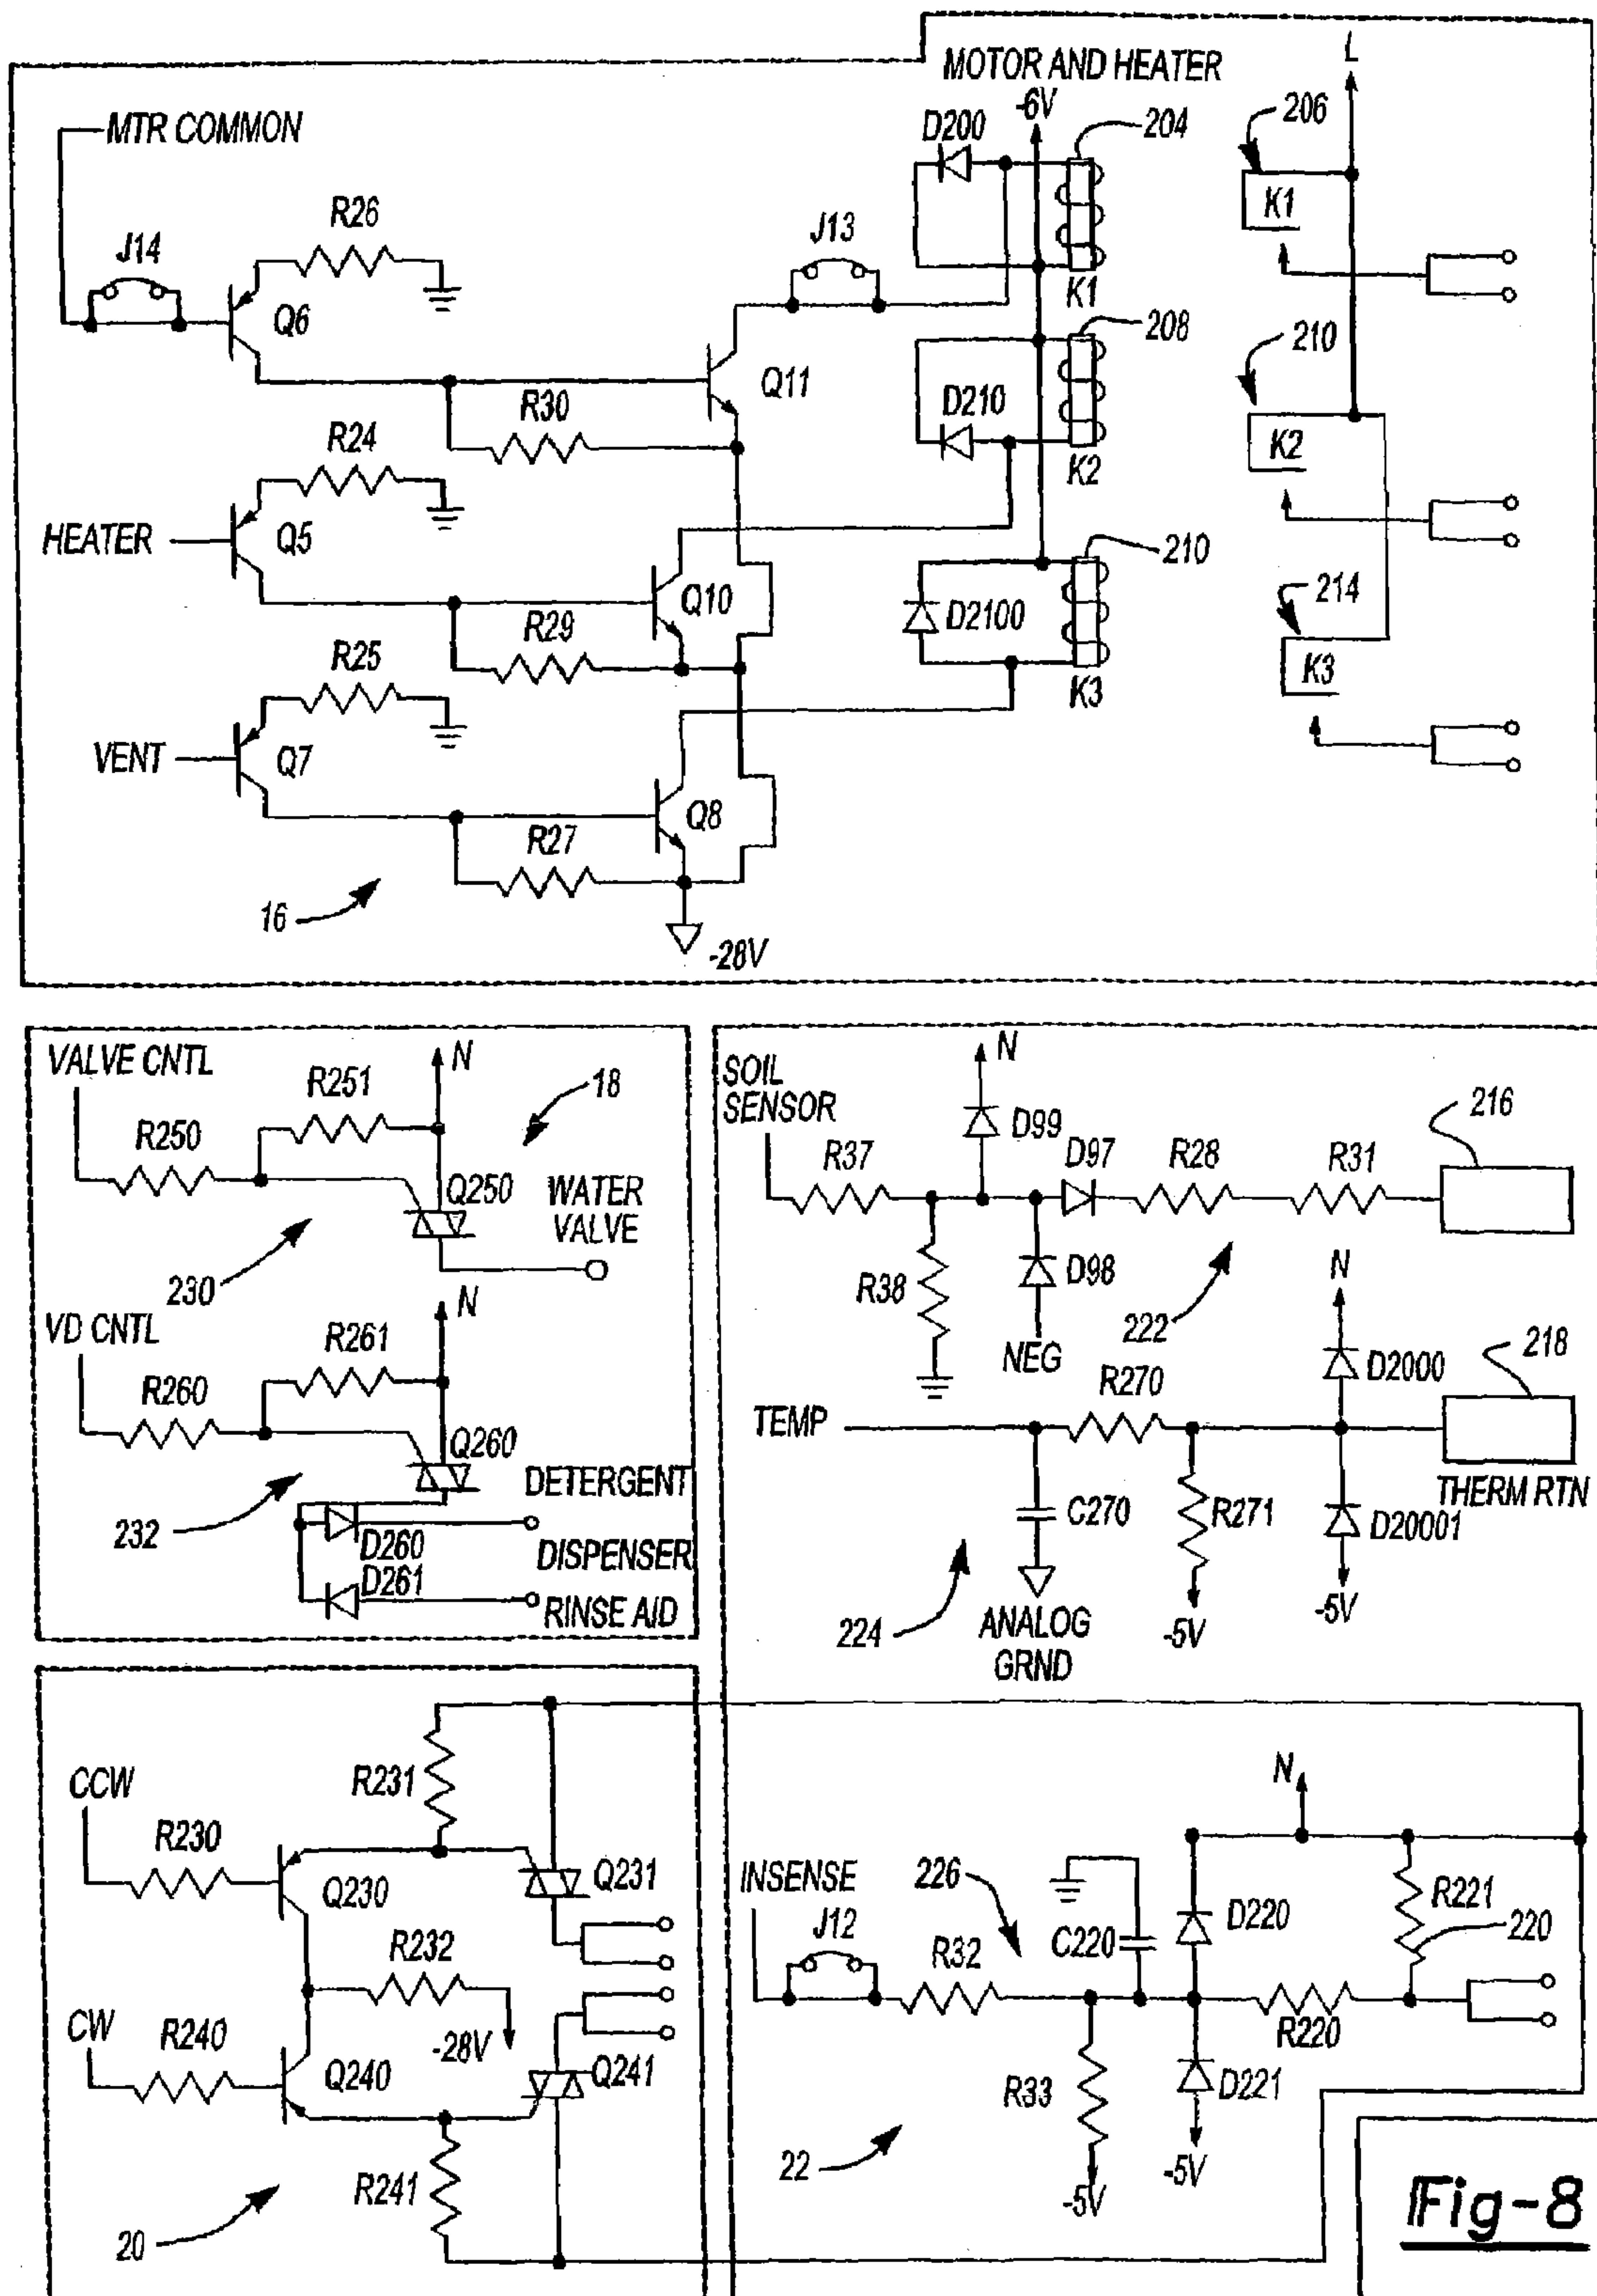 MOTOR AND HEATER
L
-6V
206
MTR COMMON
D200
204
K1
R26
J14
J13
Q6
K1
208
210
Q11
R30
D210
K2
R24
K2
HEATER
Q5
210
Q10
R29
D2100
214
R25
K3
K3
VENT
Q7
Q8
R27
16
-28V
VALVE CNTL
N
R251
18
R250
Q250
WATER
VALVE
230
N
VD CNTL
R261
R260
Q260
DETERGENT
232
D260
DISPENSER
D261
RINSE AID
SOIL
SENSOR
N
216
D99
R37
D97
R28
R31
R38
D98
N
222
NEG
218
R270
D2000
TEMP
THERM RTN
C270
R271
D20001
224
ANALOG
GRND
-5V
-5V
CCW
R231
R230
Q231
Q230
R232
CW
R240
-28V
Q240
Q241
R241
20
N
INSENSE
226
R221
J12
D220
220
R32
C220
R220
R33
D221
22
-5V
-5V
Fig-8